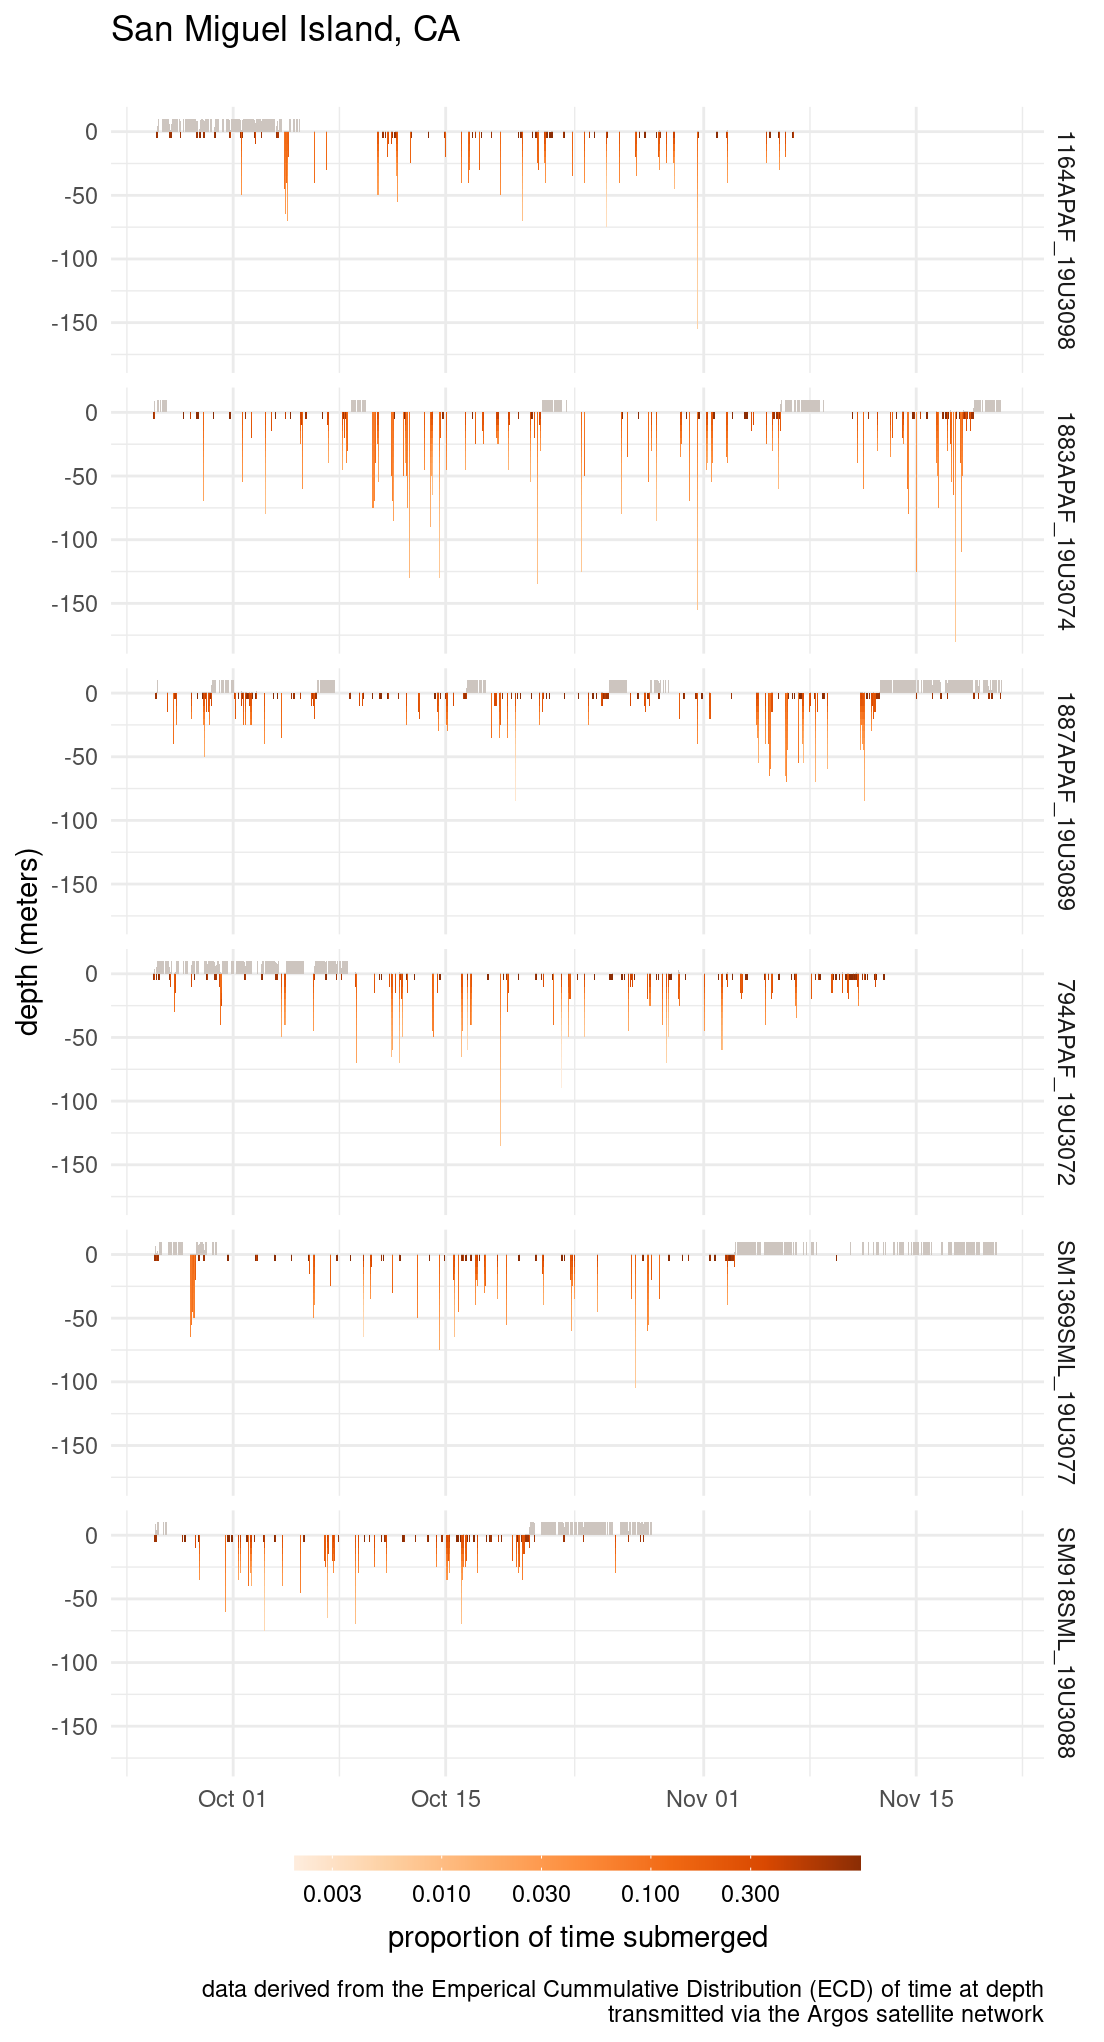 San Miguel Island, CA
0
-50
-100
-150
1164APAF_19U3098
0
-50
-100
-150
1883APAF_19U3074
0
-50
-100
-150
1887APAF_19U3089
depth (meters)
0
-50
-100
-150
794APAF_19U3072
0
-50
-100
-150
SM1369SML_19U3077
0
-50
-100
-150
SM918SML_19U3088
Oct 01 Oct 15 Nov 01 Nov 15
0.003 0.010 0.030 0.100 0.300
proportion of time submerged
data derived from the Emperical Cummulative Distribution (ECD) of time at depth
transmitted via the Argos satellite network